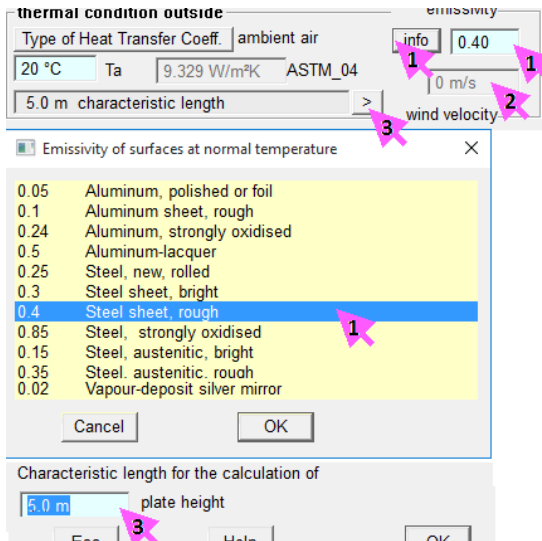 thermal condition outside
emissivity
Type of Heat Transfer Coeff. ambient air info 0.40
1 1
20 °C Ta 9.329 W/m²K ASTM_04 0 m/s
2
5.0 m characteristic length > wind velocity
3
Emissivity of surfaces at normal temperature
0.05 Aluminum, polished or foil
0.1 Aluminum sheet, rough
0.24 Aluminum, strongly oxidised
0.5 Aluminum-lacquer
0.25 Steel, new, rolled
0.3 Steel sheet, bright
0.4 Steel sheet, rough
1
0.85 Steel, strongly oxidised
0.15 Steel, austenitic, bright
0.35 Steel, austenitic, rough
0.02 Vapour-deposit silver mirror
Cancel OK
Characteristic length for the calculation of
5.0 m plate height
3
Esc Help OK